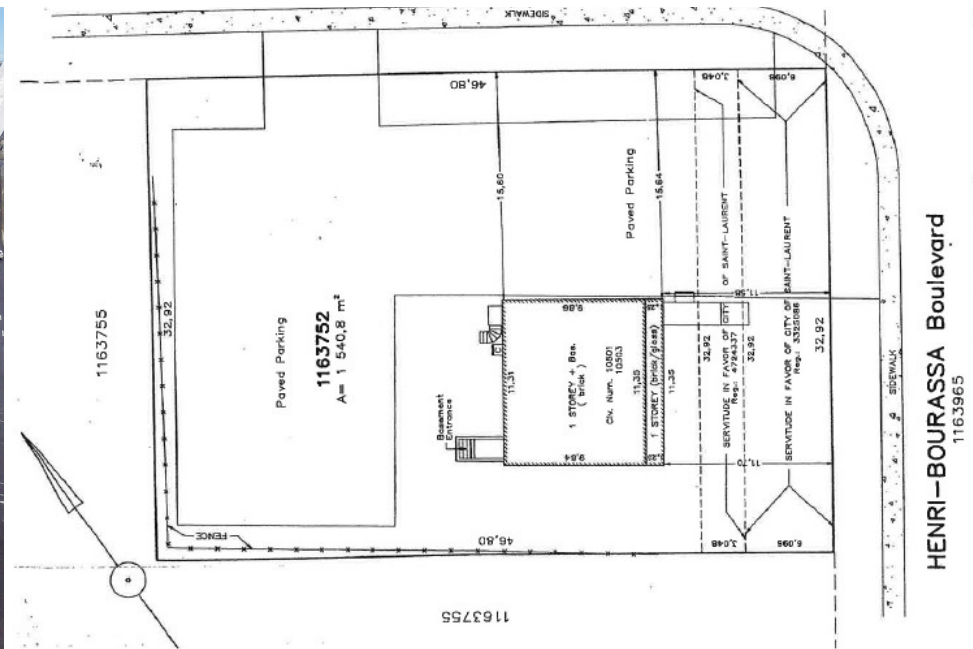 SIDEWALK
46,80
3,048
6,096
1163755
32,92
Paved Parking
1163752
A= 1 540,8 m²
15,60
15,64
Paved Parking
Basement
Entrance
C
11,31
9,86
9,84
1 STOREY + Bas.
( brick )
Civ. Num. 10501
10503
11,35
1 STOREY (brick/glass)
11,35
11,70
32,92
SERVITUDE IN FAVOR OF CITY OF SAINT-LAURENT
Reg.: 4724337
32,92
SERVITUDE IN FAVOR OF CITY OF SAINT-LAURENT
Reg.: 3325086
32,92
FENCE
46,80
3,048
6,096
1163755
SIDEWALK
HENRI-BOURASSA Boulevard
1163965